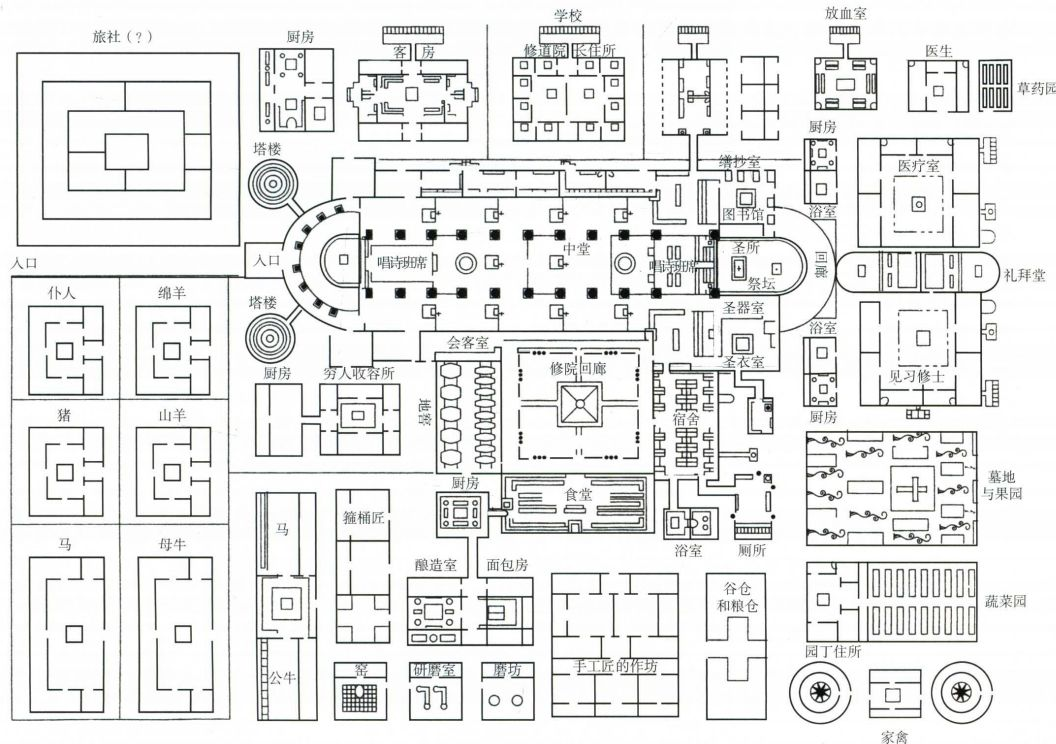 学校
放血室
旅社（？）
厨房
客 房
修道院 长住所
医生
草药园
厨房
塔楼
缮抄室
医疗室
图书馆
浴室
中堂
圣所
入口
入口
唱诗班席
唱诗班席
回廊
礼拜堂
祭坛
仆人
绵羊
塔楼
圣器室
浴室
会客室
圣衣室
厨房
穷人收容所
修院回廊
见习修士
地窖
宿舍
厨房
猪
山羊
墓地
与果园
厨房
食堂
马
箍桶匠
马
母牛
浴室
厕所
酿造室
面包房
谷仓
和粮仓
蔬菜园
园丁住所
公牛
窑
研磨室
磨坊
手工匠的作坊
家禽